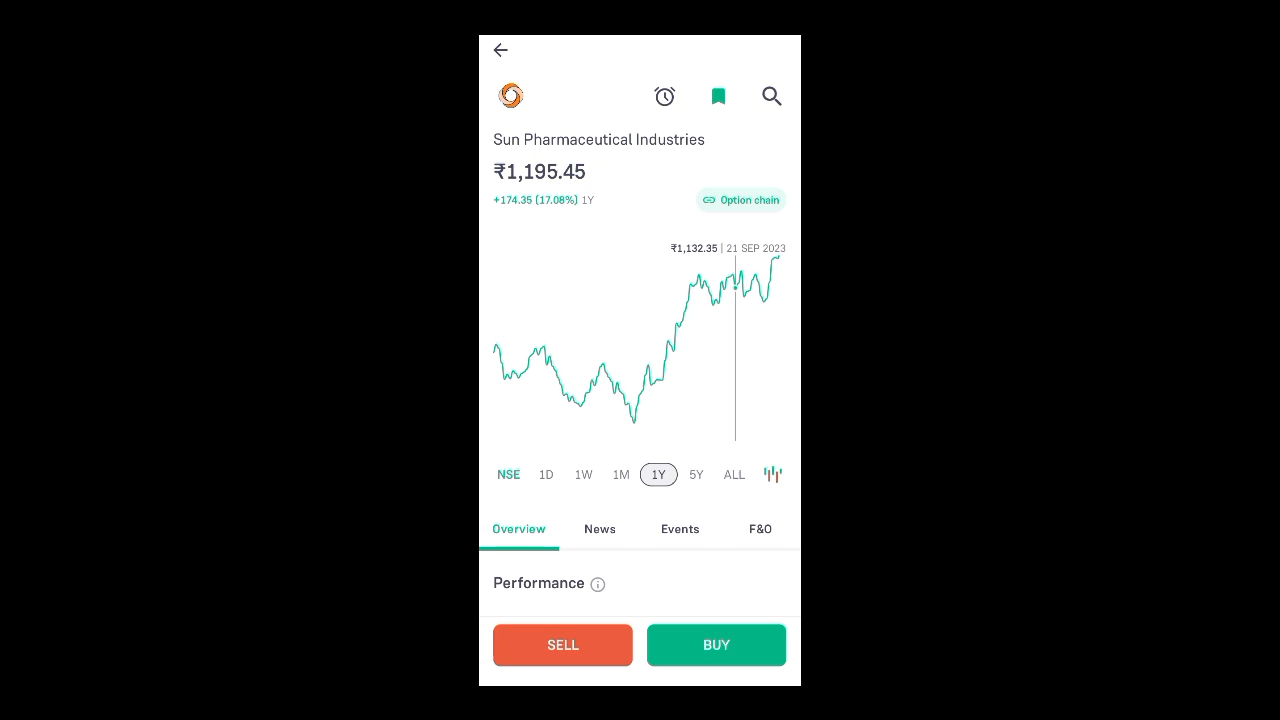 Sun Pharmaceutical Industries
₹1,195.45
+174.35 (17.08%) 1Y
Option chain
₹1,132.35 | 21 SEP 2023
NSE 1D 1W 1M 1Y 5Y ALL
Overview News Events F&O
Performance
SELL BUY